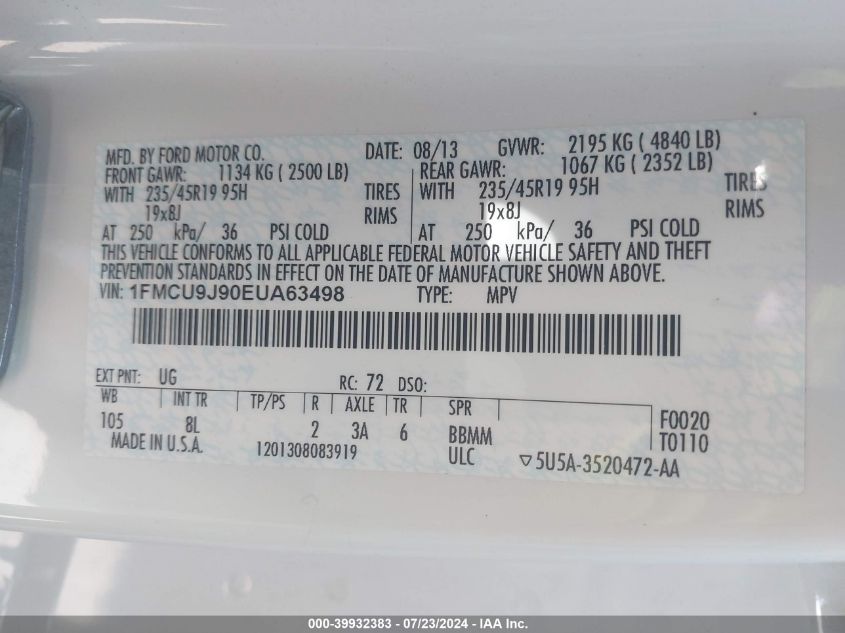 MFD. BY FORD MOTOR CO. DATE: 08/13 GVWR: 2195 KG ( 4840 LB)
FRONT GAWR: 1134 KG ( 2500 LB) REAR GAWR: 1067 KG ( 2352 LB)
WITH 235/45R19 95H TIRES WITH 235/45R19 95H TIRES
19x8J RIMS 19x8J RIMS
AT 250 kPa/ 36 PSI COLD AT 250 kPa/ 36 PSI COLD
THIS VEHICLE CONFORMS TO ALL APPLICABLE FEDERAL MOTOR VEHICLE SAFETY AND THEFT
PREVENTION STANDARDS IN EFFECT ON THE DATE OF MANUFACTURE SHOWN ABOVE.
VIN: 1FMCU9J90EUA63498 TYPE: MPV
EXT PNT: UG RC: 72 DSO:
WB INT TR TP/PS R AXLE TR SPR F0020
105 8L 2 3A 6 BBMM T0110
MADE IN U.S.A. 1201308083919 ULC ▽5U5A-3520472-AA
000-39932383 - 07/23/2024 - IAA Inc.